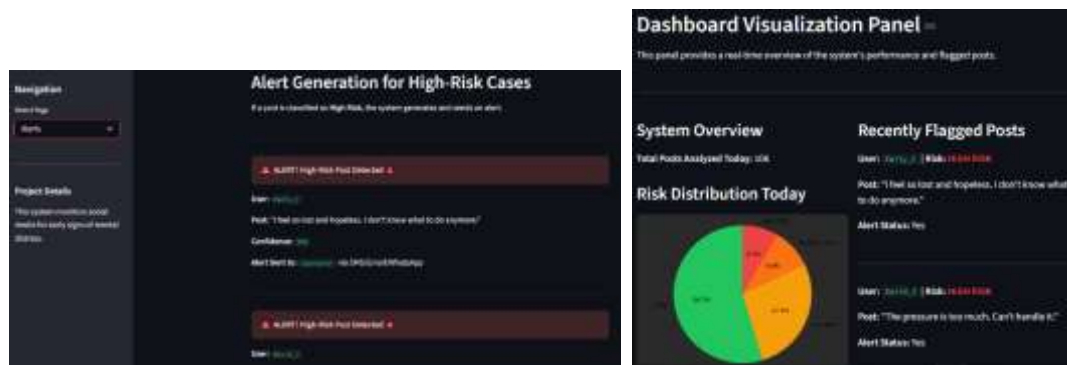 Navigation
Alerts
Project Details
This system monitors social
media for early signs of mental
distress.
Alert Generation for High-Risk Cases
If a post is classified as High Risk, the system generates and sends an alert.
ALERT! High-Risk Post Detected
User:
Post: "I feel so lost and hopeless. I don't know what to do anymore."
Confidence:
Alert Sent to: via SMS/Email/WhatsApp
ALERT! High-Risk Post Detected
User:
Dashboard Visualization Panel
This panel provides a real-time overview of the system's performance and flagged posts.
System Overview
Total Posts Analyzed Today:
Risk Distribution Today
Recently Flagged Posts
User: | Risk: HIGH RISK
Post: "I feel so lost and hopeless. I don't know what
to do anymore."
Alert Status: Yes
User: | Risk: HIGH RISK
Post: "The pressure is too much. Can't handle it."
Alert Status: Yes